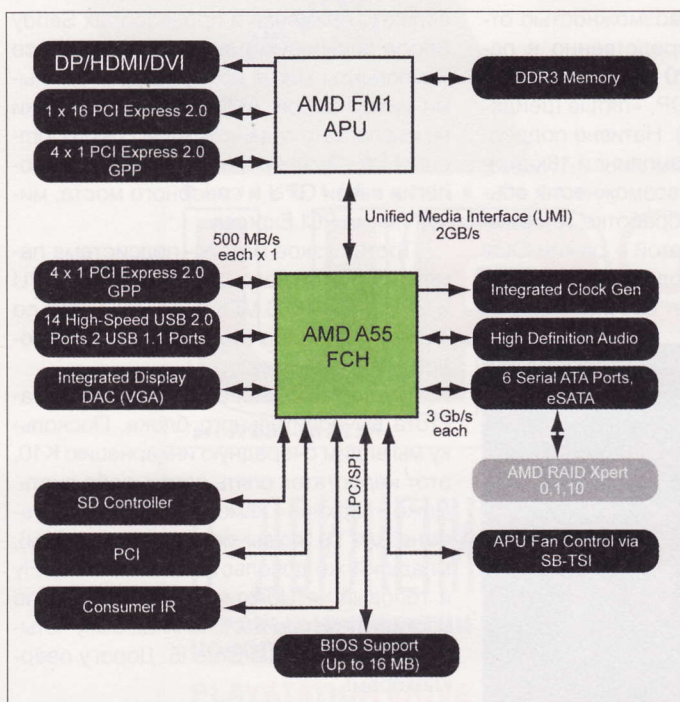 DP/HDMI/DVI
1 x 16 PCI Express 2.0
4 x 1 PCI Express 2.0
GPP
AMD FM1
APU
DDR3 Memory
Unified Media Interface (UMI)
2GB/s
500 MB/s
each x 1
4 x 1 PCI Express 2.0
GPP
14 High-Speed USB 2.0
Ports 2 USB 1.1 Ports
Integrated Display
DAC (VGA)
AMD A55
FCH
Integrated Clock Gen
High Definition Audio
6 Serial ATA Ports,
eSATA
3 Gb/s
each
AMD RAID Xpert
0,1,10
SD Controller
PCI
Consumer IR
LPC/SPI
APU Fan Control via
SB-TSI
BIOS Support
(Up to 16 MB)